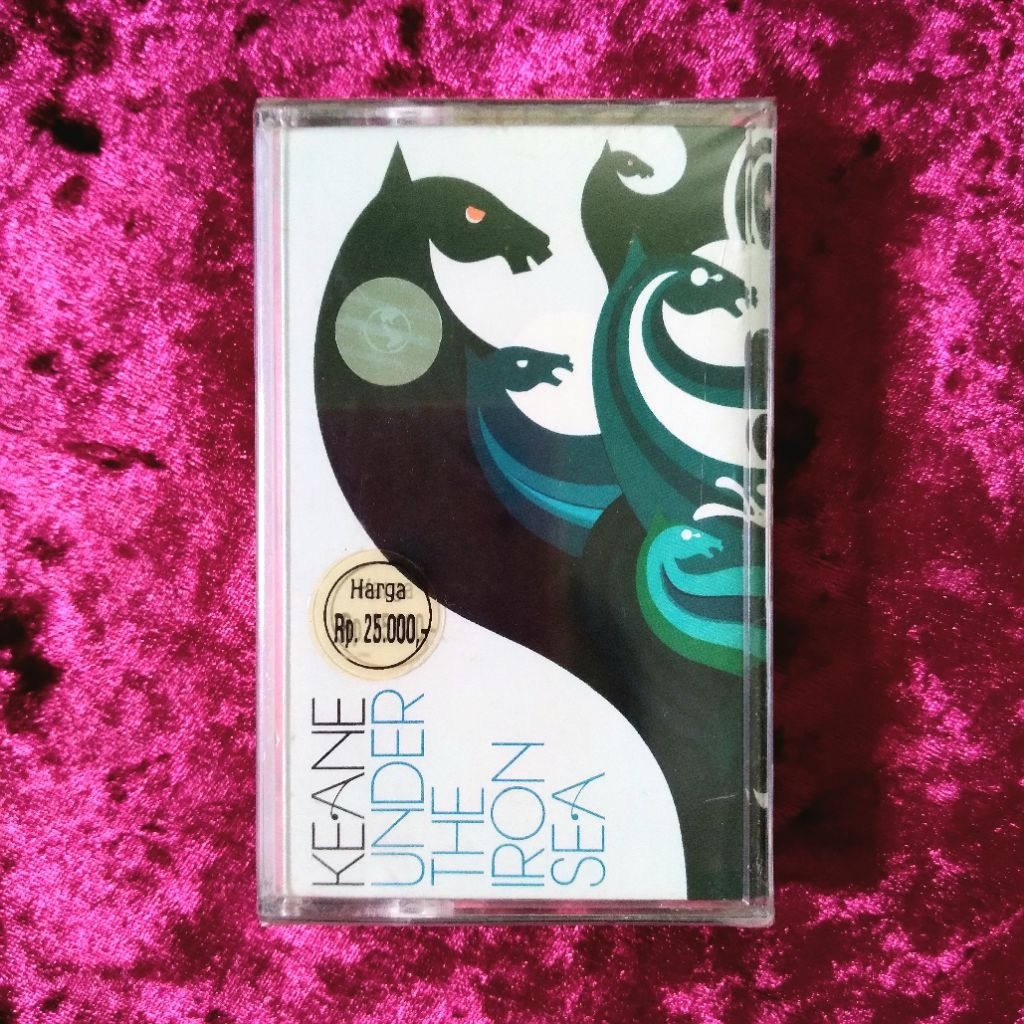 Harga
Rp. 25.000,-
KEANE
UNDER
THE
IRON
SEA